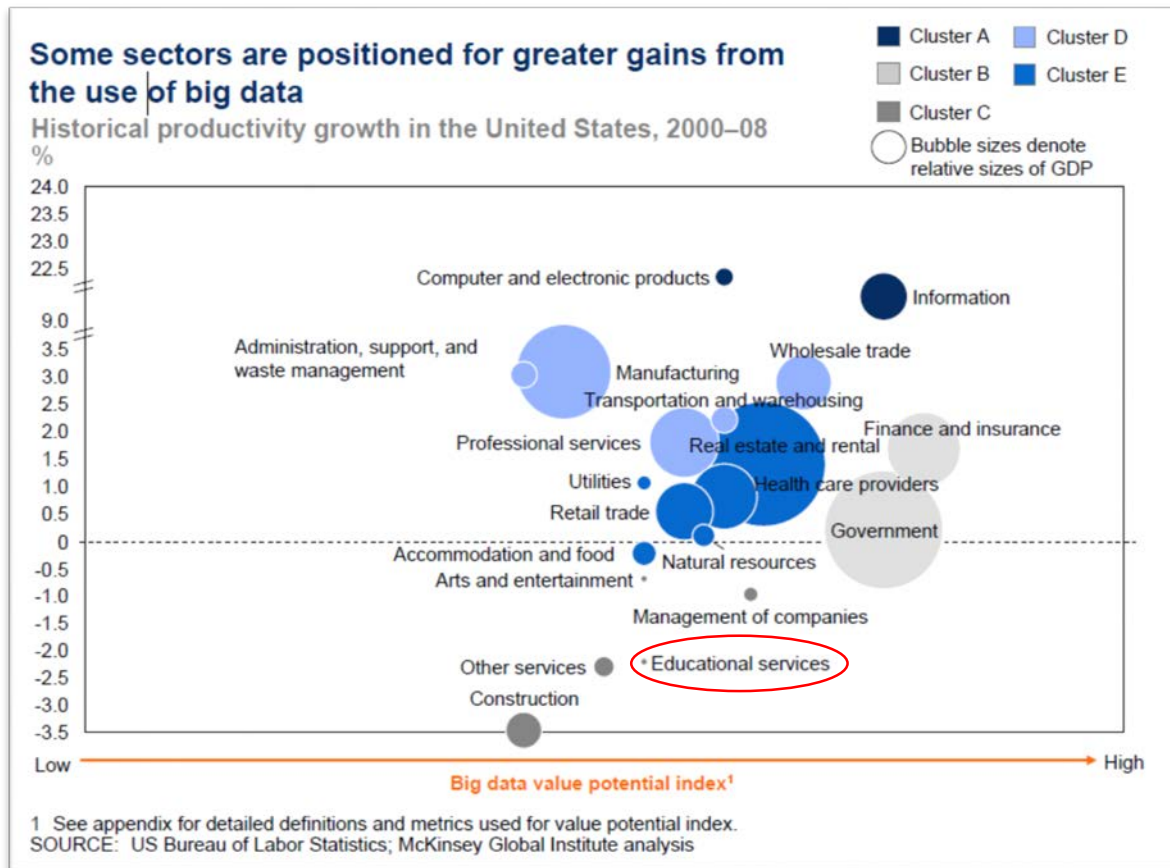 Some sectors are positioned for greater gains from
the use of big data
Historical productivity growth in the United States, 2000–08
%
Cluster A
Cluster D
Cluster B
Cluster E
Cluster C
Bubble sizes denote
relative sizes of GDP
24.0
23.5
23.0
22.5
9.0
3.5
3.0
2.5
2.0
1.5
1.0
0.5
0
-0.5
-1.0
-1.5
-2.0
-2.5
-3.0
-3.5
Computer and electronic products
Information
Administration, support, and
waste management
Wholesale trade
Manufacturing
Transportation and warehousing
Finance and insurance
Professional services
Real estate and rental
Utilities
Health care providers
Retail trade
Government
Accommodation and food
Natural resources
Arts and entertainment
Management of companies
Other services
Educational services
Construction
Low
High
Big data value potential index1
1 See appendix for detailed definitions and metrics used for value potential index.
SOURCE: US Bureau of Labor Statistics; McKinsey Global Institute analysis